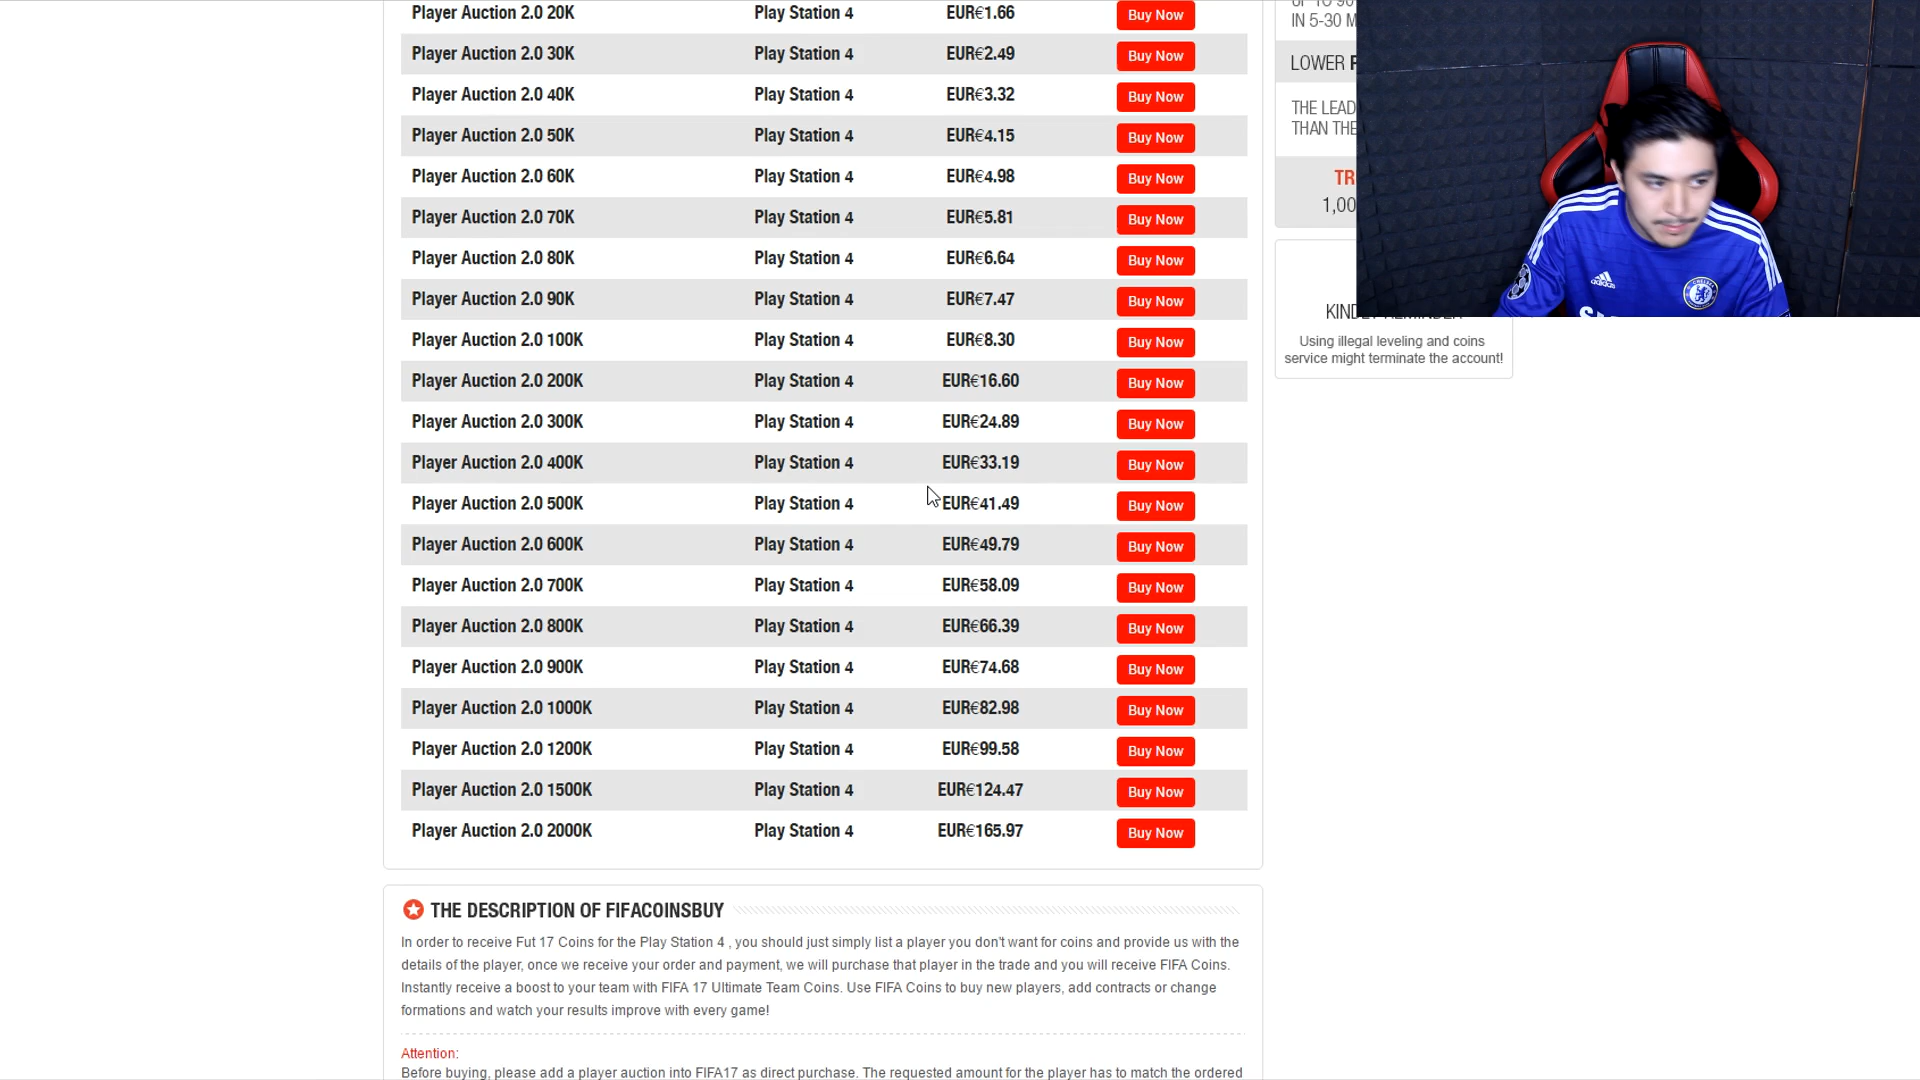 Player Auction 2.0 20K Play Station 4 EUR€1.66 Buy Now
Player Auction 2.0 30K Play Station 4 EUR€2.49 Buy Now
Player Auction 2.0 40K Play Station 4 EUR€3.32 Buy Now
Player Auction 2.0 50K Play Station 4 EUR€4.15 Buy Now
Player Auction 2.0 60K Play Station 4 EUR€4.98 Buy Now
Player Auction 2.0 70K Play Station 4 EUR€5.81 Buy Now
Player Auction 2.0 80K Play Station 4 EUR€6.64 Buy Now
Player Auction 2.0 90K Play Station 4 EUR€7.47 Buy Now
Player Auction 2.0 100K Play Station 4 EUR€8.30 Buy Now
Player Auction 2.0 200K Play Station 4 EUR€16.60 Buy Now
Player Auction 2.0 300K Play Station 4 EUR€24.89 Buy Now
Player Auction 2.0 400K Play Station 4 EUR€33.19 Buy Now
Player Auction 2.0 500K Play Station 4 EUR€41.49 Buy Now
Player Auction 2.0 600K Play Station 4 EUR€49.79 Buy Now
Player Auction 2.0 700K Play Station 4 EUR€58.09 Buy Now
Player Auction 2.0 800K Play Station 4 EUR€66.39 Buy Now
Player Auction 2.0 900K Play Station 4 EUR€74.68 Buy Now
Player Auction 2.0 1000K Play Station 4 EUR€82.98 Buy Now
Player Auction 2.0 1200K Play Station 4 EUR€99.58 Buy Now
Player Auction 2.0 1500K Play Station 4 EUR€124.47 Buy Now
Player Auction 2.0 2000K Play Station 4 EUR€165.97 Buy Now
THE DESCRIPTION OF FIFACOINSBUY
In order to receive Fut 17 Coins for the Play Station 4 , you should just simply list a player you don't want for coins and provide us with the
details of the player, once we receive your order and payment, we will purchase that player in the trade and you will receive FIFA Coins.
Instantly receive a boost to your team with FIFA 17 Ultimate Team Coins. Use FIFA Coins to buy new players, add contracts or change
formations and watch your results improve with every game!
Attention:
Before buying, please add a player auction into FIFA17 as direct purchase. The requested amount for the player has to match the ordered
IN 5-30
LOWER
THE LEAD
THAN THE
TR
1,00
Using illegal leveling and coins
service might terminate the account!
adidas